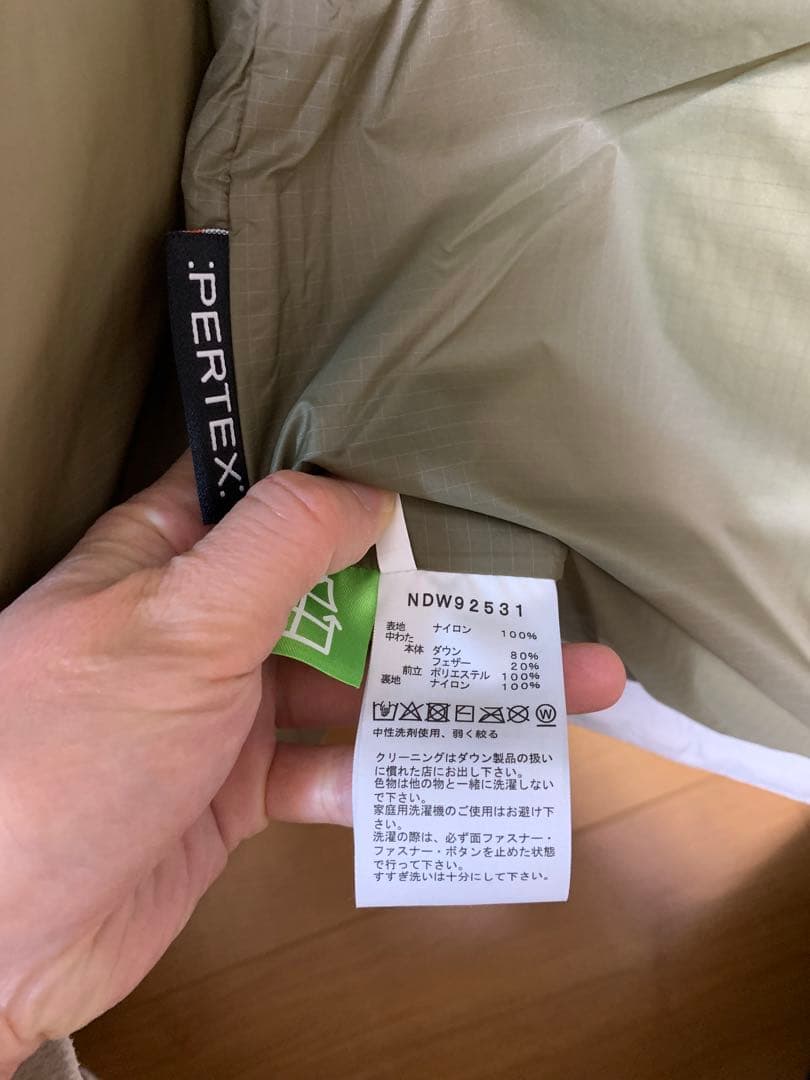 :PERTEX:
NDW92531
表地 ナイロン 100%
中わた
本体 ダウン 80%
フェザー 20%
前立 ポリエステル 100%
裏地 ナイロン 100%
W
中性洗剤使用、弱く絞る
クリーニングはダウン製品の扱い
に慣れた店にお出し下さい。
色物は他の物と一緒に洗濯しない
で下さい。
家庭用洗濯機のご使用はお避け下
さい。
洗濯の際は、必ず面ファスナー・
ファスナー・ボタンを止めた状態
で行って下さい。
すすぎ洗いは十分にして下さい。